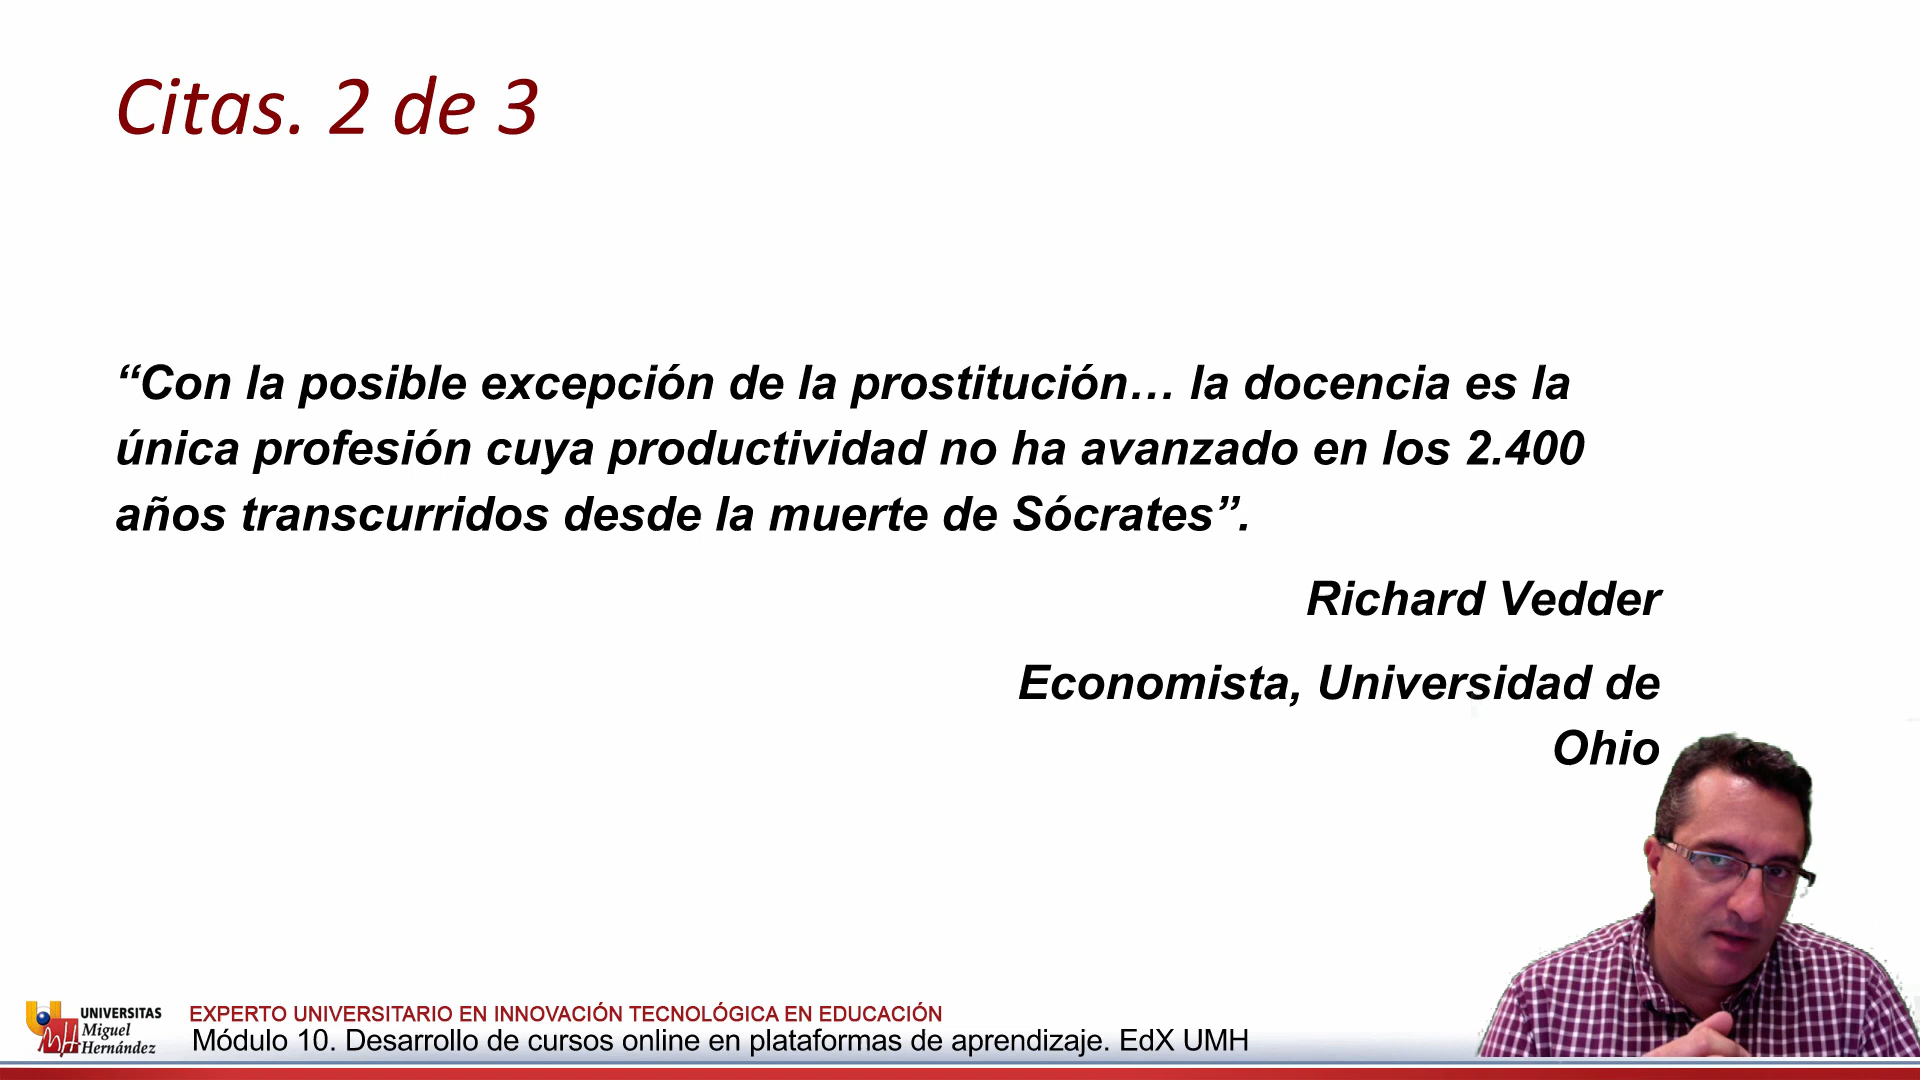 Citas. 2 de 3
“Con la posible excepción de la prostitución… la docencia es la
única profesión cuya productividad no ha avanzado en los 2.400
años transcurridos desde la muerte de Sócrates”.
Richard Vedder
Economista, Universidad de
Ohio
UNIVERSITAS
Miguel
Hernández
EXPERTO UNIVERSITARIO EN INNOVACIÓN TECNOLÓGICA EN EDUCACIÓN
Módulo 10. Desarrollo de cursos online en plataformas de aprendizaje. EdX UMH